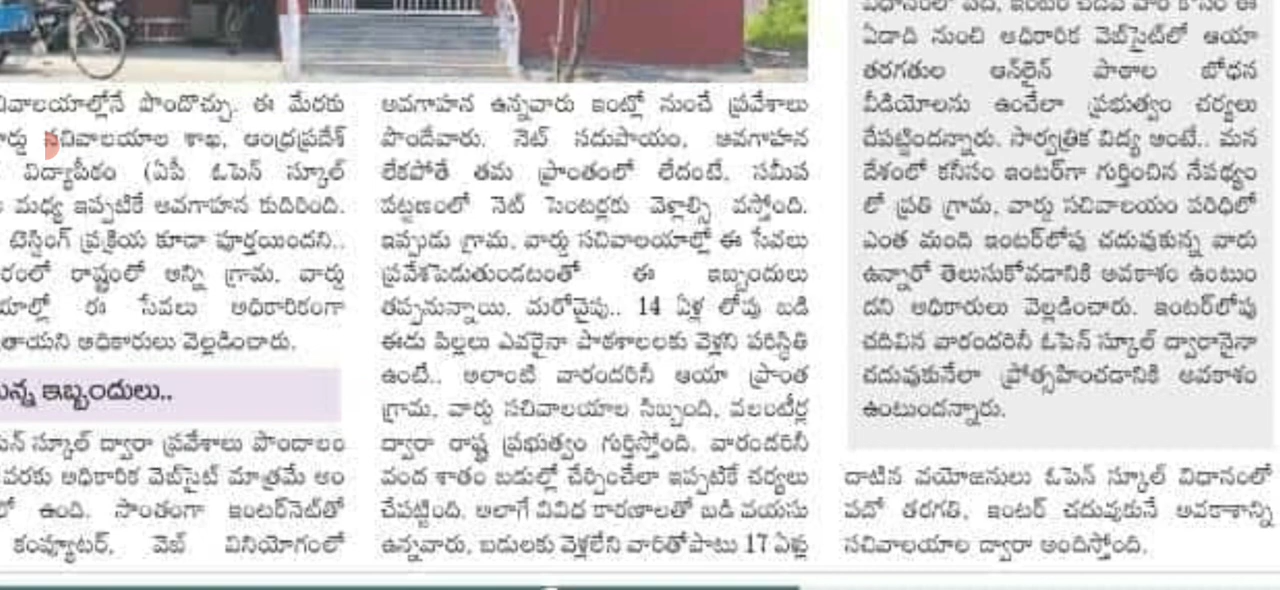 సచివాలయాల్లోనే పొందొచ్చు. ఈ మేరకు
వార్డు సచివాలయాల శాఖ, ఆంధ్రప్రదేశ్
విద్యాపీఠం (ఏపీ ఓపెన్ స్కూల్
మధ్య ఇప్పటికే అవగాహన కుదిరింది.
టెస్టింగ్ ప్రక్రియ కూడా పూర్తయిందని..
రాష్ట్రంలో అన్ని గ్రామ, వార్డు
ఈ సేవలు అధికారికంగా
అధికారులు వెల్లడించారు.
ఇబ్బందులు..
స్కూల్ ద్వారా ప్రవేశాలు పొందాలం
వరకు అధికారిక వెబ్‌సైట్ మాత్రమే అం
ఉంది. సొంతంగా ఇంటర్‌నెట్‌తో
కంప్యూటర్, వెబ్ వినియోగంలో
అవగాహన ఉన్నవారు ఇంట్లో నుంచే ప్రవేశాలు
పొందేవారు. నెట్ సదుపాయం, అవగాహన
లేకపోతే తమ ప్రాంతంలో లేదంటే, సమీప
పట్టణంలో నెట్ సెంటర్లకు వెళ్లాల్సి వస్తోంది.
ఇప్పుడు గ్రామ, వార్డు సచివాలయాల్లో ఈ సేవలు
ప్రవేశపెడుతుండటంతో ఈ ఇబ్బందులు
తప్పనున్నాయి. మరోవైపు.. 14 ఏళ్ల లోపు బడి
ఈడు పిల్లలు ఎవరైనా పాఠశాలలకు వెళ్లని పరిస్థితి
ఉంటే.. అలాంటి వారందరినీ ఆయా ప్రాంత
గ్రామ, వార్డు సచివాలయాల సిబ్బంది, వలంటీర్ల
ద్వారా రాష్ట్ర ప్రభుత్వం గుర్తిస్తోంది. వారందరినీ
వంద శాతం బడుల్లో చేర్పించేలా ఇప్పటికే చర్యలు
చేపట్టింది. అలాగే వివిధ కారణాలతో బడి వయసు
ఉన్నవారు, బడులకు వెళ్లలేని వారితోపాటు 17 ఏళ్లు
విధానంలో పది, ఇంటర్ చదివే వారి కోసం ఈ
ఏడాది నుంచి అధికారిక వెబ్‌సైట్‌లో ఆయా
తరగతుల ఆన్‌లైన్ పాఠాల బోధన
వీడియోలను ఉంచేలా ప్రభుత్వం చర్యలు
చేపట్టిందన్నారు. సార్వత్రిక విద్య అంటే.. మన
దేశంలో కనీసం ఇంటర్‌గా గుర్తించిన నేపథ్యం
లో ప్రతి గ్రామ, వార్డు సచివాలయం పరిధిలో
ఎంత మంది ఇంటర్‌లోపు చదువుకున్న వారు
ఉన్నారో తెలుసుకోవడానికి అవకాశం ఉంటుం
దని అధికారులు వెల్లడించారు. ఇంటర్‌లోపు
చదివిన వారందరినీ ఓపెన్ స్కూల్ ద్వారానైనా
చదువుకునేలా ప్రోత్సహించడానికి అవకాశం
ఉంటుందన్నారు.
దాటిన వయోజనులు ఓపెన్ స్కూల్ విధానంలో
పదో తరగతి, ఇంటర్ చదువుకునే అవకాశాన్ని
సచివాలయాల ద్వారా అందిస్తోంది.